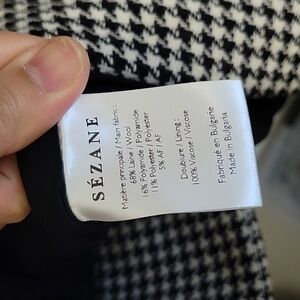 SÉZANE
Matière principale / Main fabric :
68% Laine / Wool
16% Polyamide / Polyamide
11% Polyester / Polyester
5% AF / AF
Doublure / Lining :
100% Viscose / Viscose
Fabriqué en Bulgarie
Made in Bulgaria